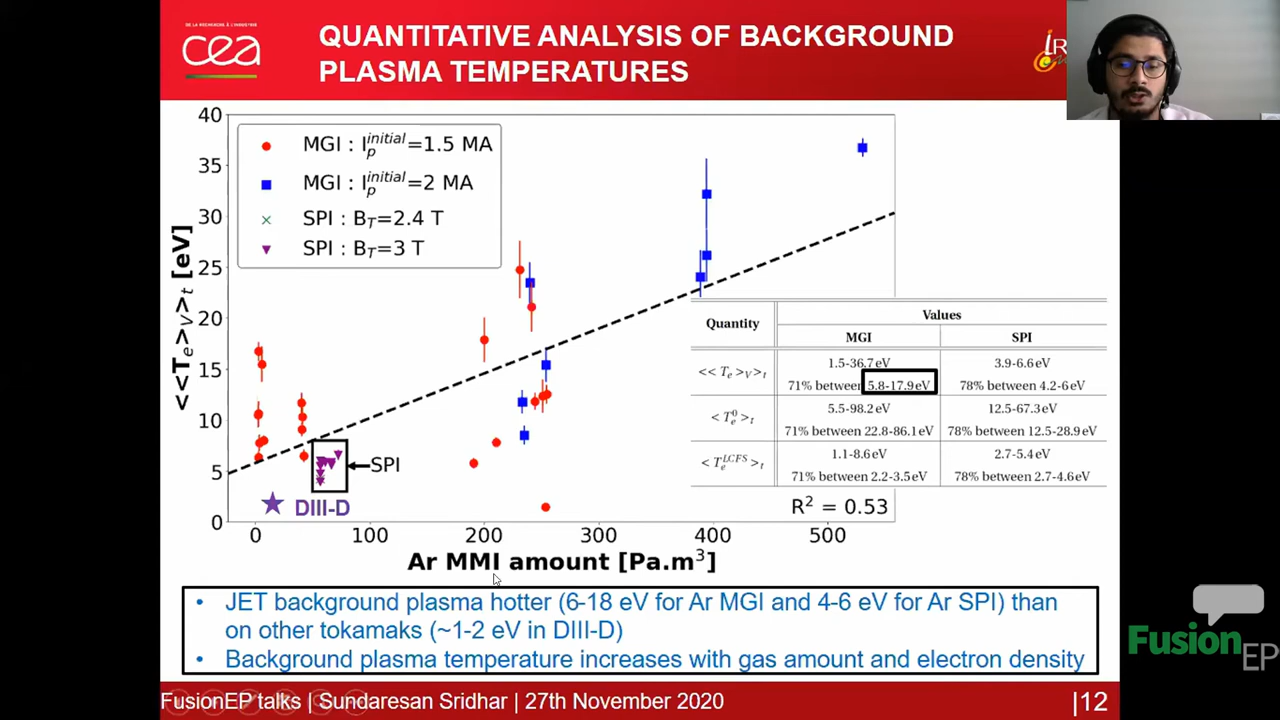 DE LA RECHERCHE À L'INDUSTRIE
cea
QUANTITATIVE ANALYSIS OF BACKGROUND
PLASMA TEMPERATURES
40
35
30
25
20
15
10
5
0
<<T_e>_V>_t [eV]
MGI : I_p^initial=1.5 MA
MGI : I_p^initial=2 MA
SPI : B_T=2.4 T
SPI : B_T=3 T
SPI
DIII-D
Quantity Values
MGI SPI
<< T_e >_V>_t 1.5-36.7eV 3.9-6.6eV
71% between 5.8-17.9eV 78% between 4.2-6eV
< T_e^0 >_t 5.5-98.2eV 12.5-67.3eV
71% between 22.8-86.1eV 78% between 12.5-28.9eV
< T_e^LCFS >_t 1.1-8.6eV 2.7-5.4eV
71% between 2.2-3.5eV 78% between 2.7-4.6eV
R² = 0.53
0 100 200 300 400 500
Ar MMI amount [Pa.m³]
• JET background plasma hotter (6-18 eV for Ar MGI and 4-6 eV for Ar SPI) than
on other tokamaks (~1-2 eV in DIII-D)
• Background plasma temperature increases with gas amount and electron density
FusionEP talks | Sundaresan Sridhar | 27th November 2020
|12
Fusion
EP